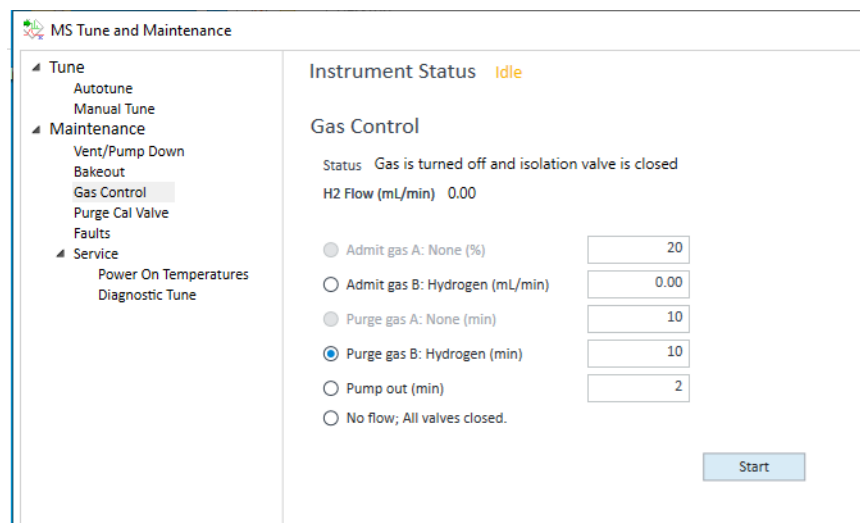 MS Tune and Maintenance
Tune
Autotune
Manual Tune
Maintenance
Vent/Pump Down
Bakeout
Gas Control
Purge Cal Valve
Faults
Service
Power On Temperatures
Diagnostic Tune
Instrument Status Idle
Gas Control
Status Gas is turned off and isolation valve is closed
H2 Flow (mL/min) 0.00
Admit gas A: None (%) 20
Admit gas B: Hydrogen (mL/min) 0.00
Purge gas A: None (min) 10
Purge gas B: Hydrogen (min) 10
Pump out (min) 2
No flow; All valves closed.
Start